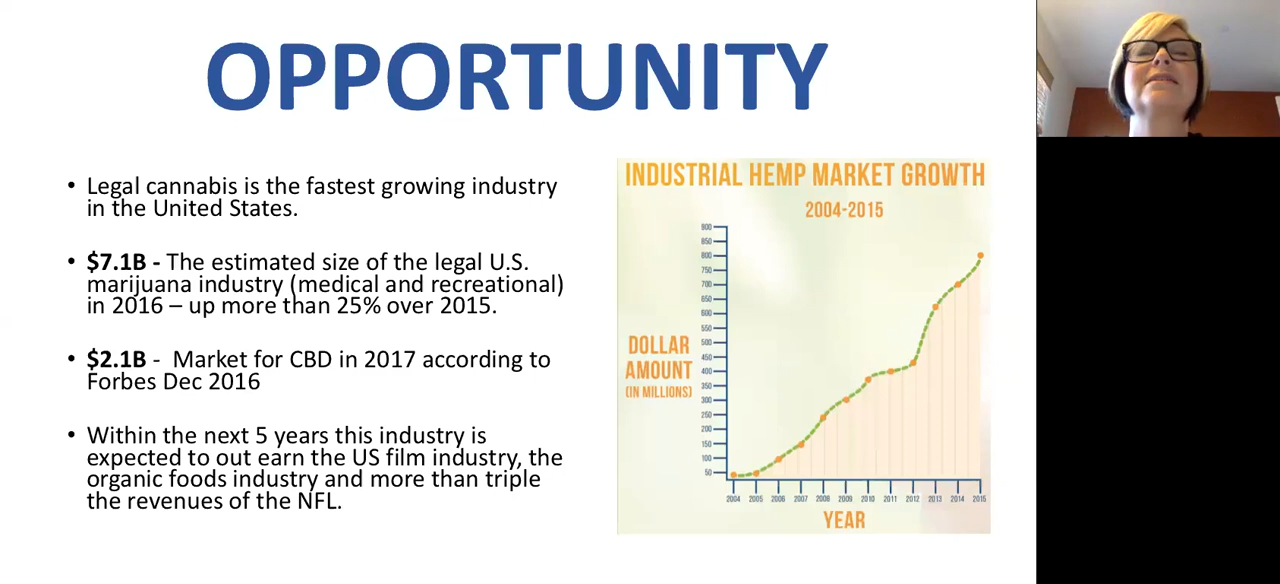 OPPORTUNITY
• Legal cannabis is the fastest growing industry
in the United States.
• $7.1B - The estimated size of the legal U.S.
marijuana industry (medical and recreational)
in 2016 – up more than 25% over 2015.
• $2.1B - Market for CBD in 2017 according to
Forbes Dec 2016
• Within the next 5 years this industry is
expected to out earn the US film industry, the
organic foods industry and more than triple
the revenues of the NFL.
INDUSTRIAL HEMP MARKET GROWTH
2004-2015
900
850
800
750
700
650
600
550
500
450
400
350
300
250
200
150
100
50
DOLLAR
AMOUNT
(IN MILLIONS)
2004 2005 2006 2007 2008 2009 2010 2011 2012 2013 2014 2015
YEAR